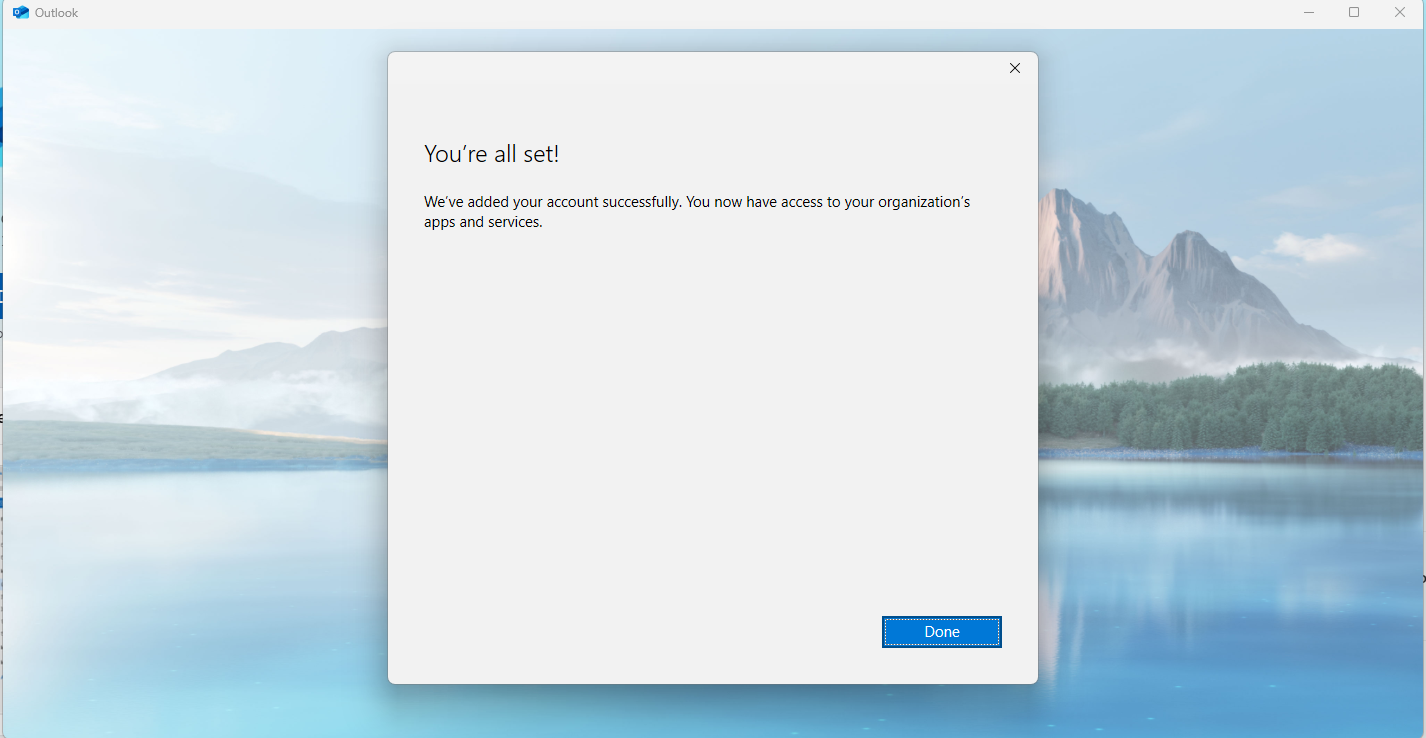 Outlook
You’re all set!
We’ve added your account successfully. You now have access to your organization’s
apps and services.
Done